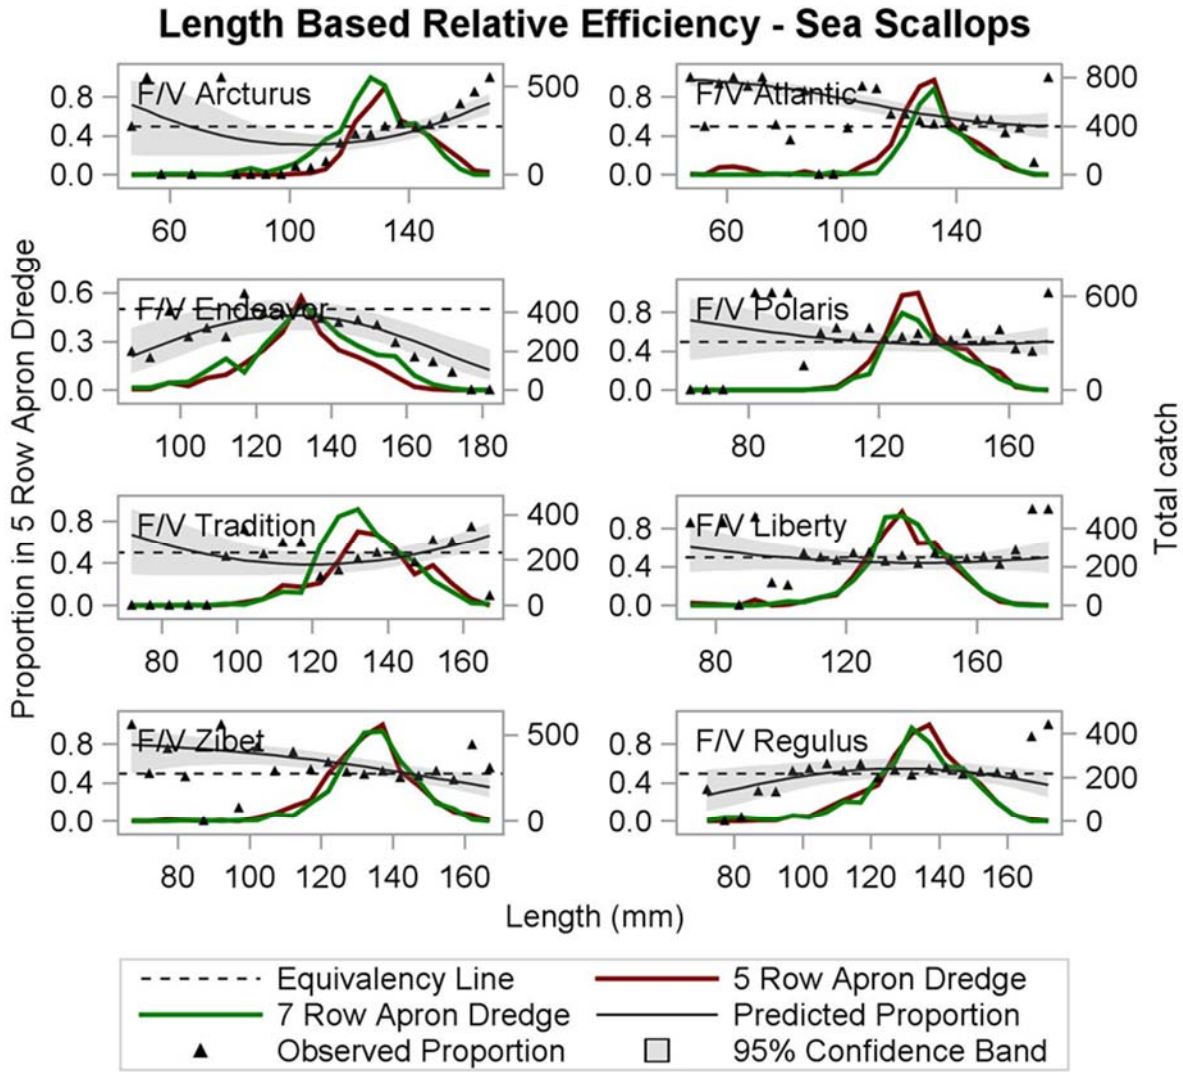 Length Based Relative Efficiency - Sea Scallops
Proportion in 5 Row Apron Dredge
Total catch
F/V Arcturus
0.8
0.4
0.0
500
0
60 100 140
F/V Atlantic
0.8
0.4
0.0
800
400
0
60 100 140
F/V Endeavor
0.6
0.3
0.0
400
200
0
100 120 140 160 180
F/V Polaris
0.8
0.4
0.0
600
0
80 120 160
F/V Tradition
0.8
0.4
0.0
400
200
0
80 100 120 140 160
F/V Liberty
0.8
0.4
0.0
400
200
0
80 120 160
F/V Zibet
0.8
0.4
0.0
500
0
80 100 120 140 160
F/V Regulus
0.8
0.4
0.0
400
200
0
80 100 120 140 160
Length (mm)
Equivalency Line
5 Row Apron Dredge
7 Row Apron Dredge
Predicted Proportion
Observed Proportion
95% Confidence Band